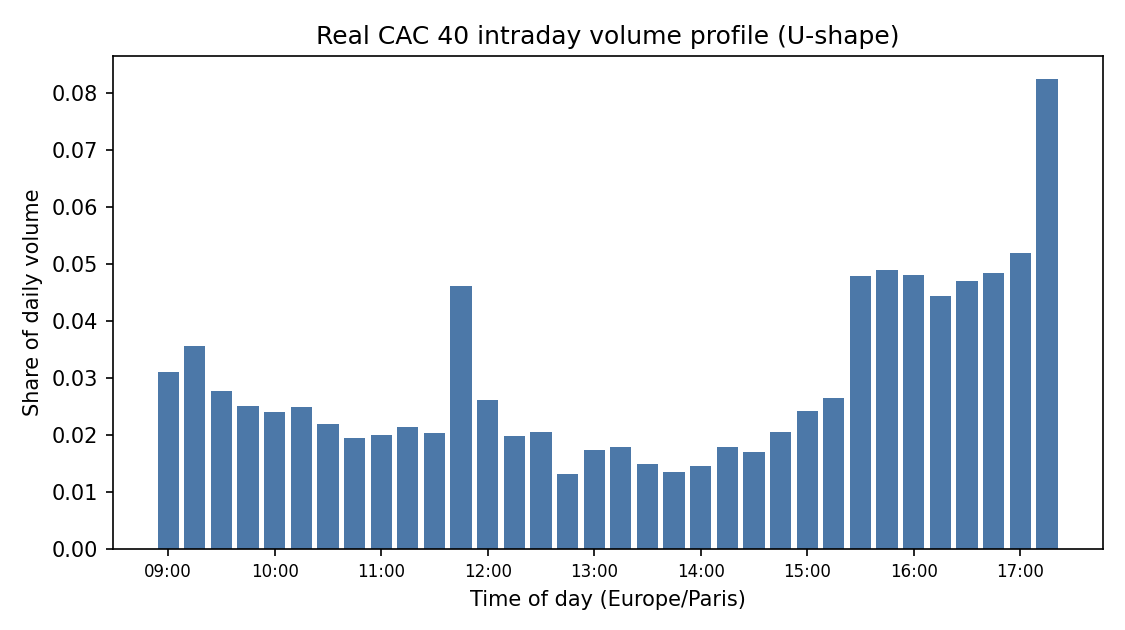 Real CAC 40 intraday volume profile (U-shape)
Share of daily volume
0.08
0.07
0.06
0.05
0.04
0.03
0.02
0.01
0.00
09:00 10:00 11:00 12:00 13:00 14:00 15:00 16:00 17:00
Time of day (Europe/Paris)